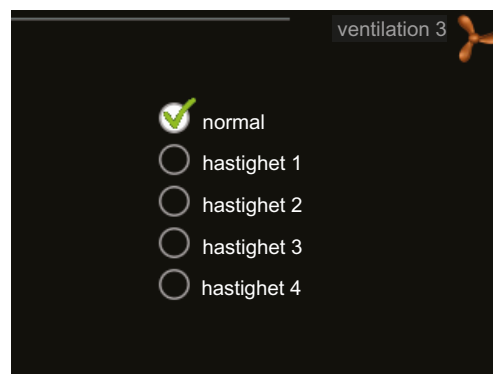 ventilation 3
normal
hastighet 1
hastighet 2
hastighet 3
hastighet 4